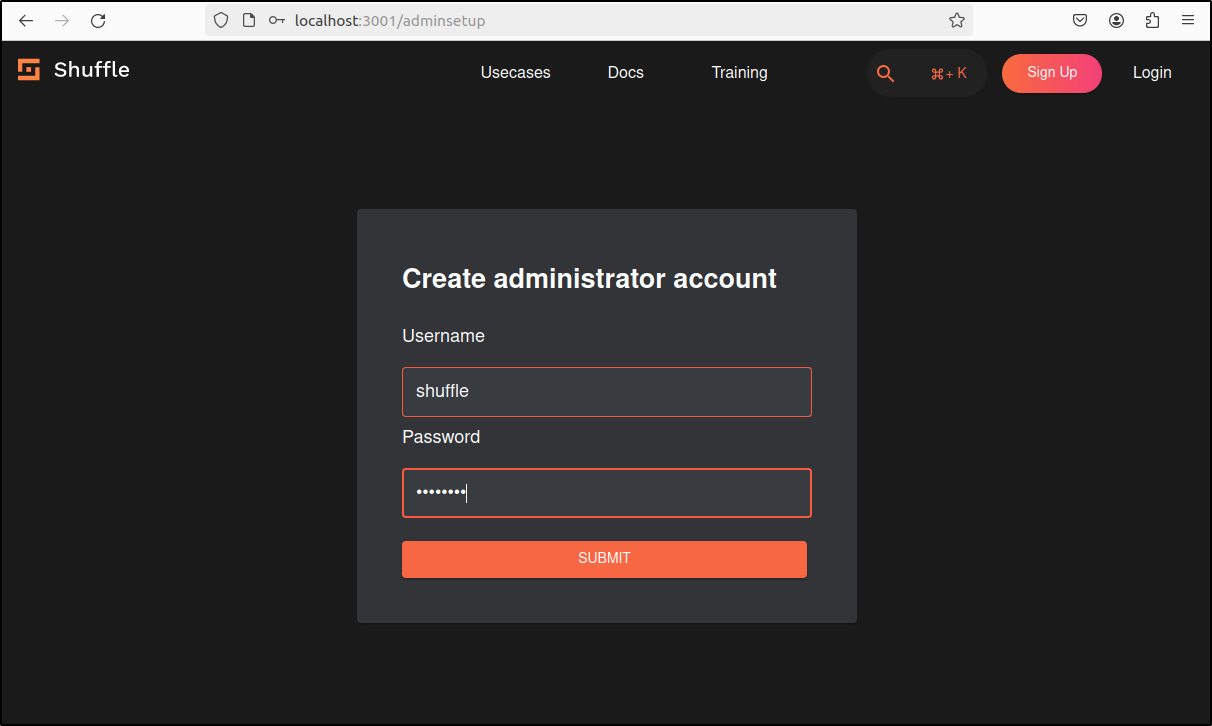 localhost:3001/adminsetup
Shuffle
Usecases Docs Training ⌘+ K Sign Up Login
Create administrator account
Username
shuffle
Password
••••••••
SUBMIT